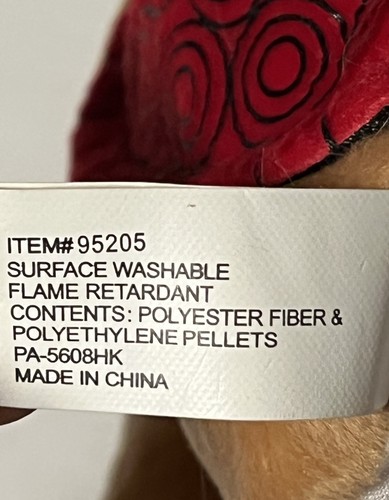 ITEM# 95205
SURFACE WASHABLE
FLAME RETARDANT
CONTENTS: POLYESTER FIBER &
POLYETHYLENE PELLETS
PA-5608HK
MADE IN CHINA